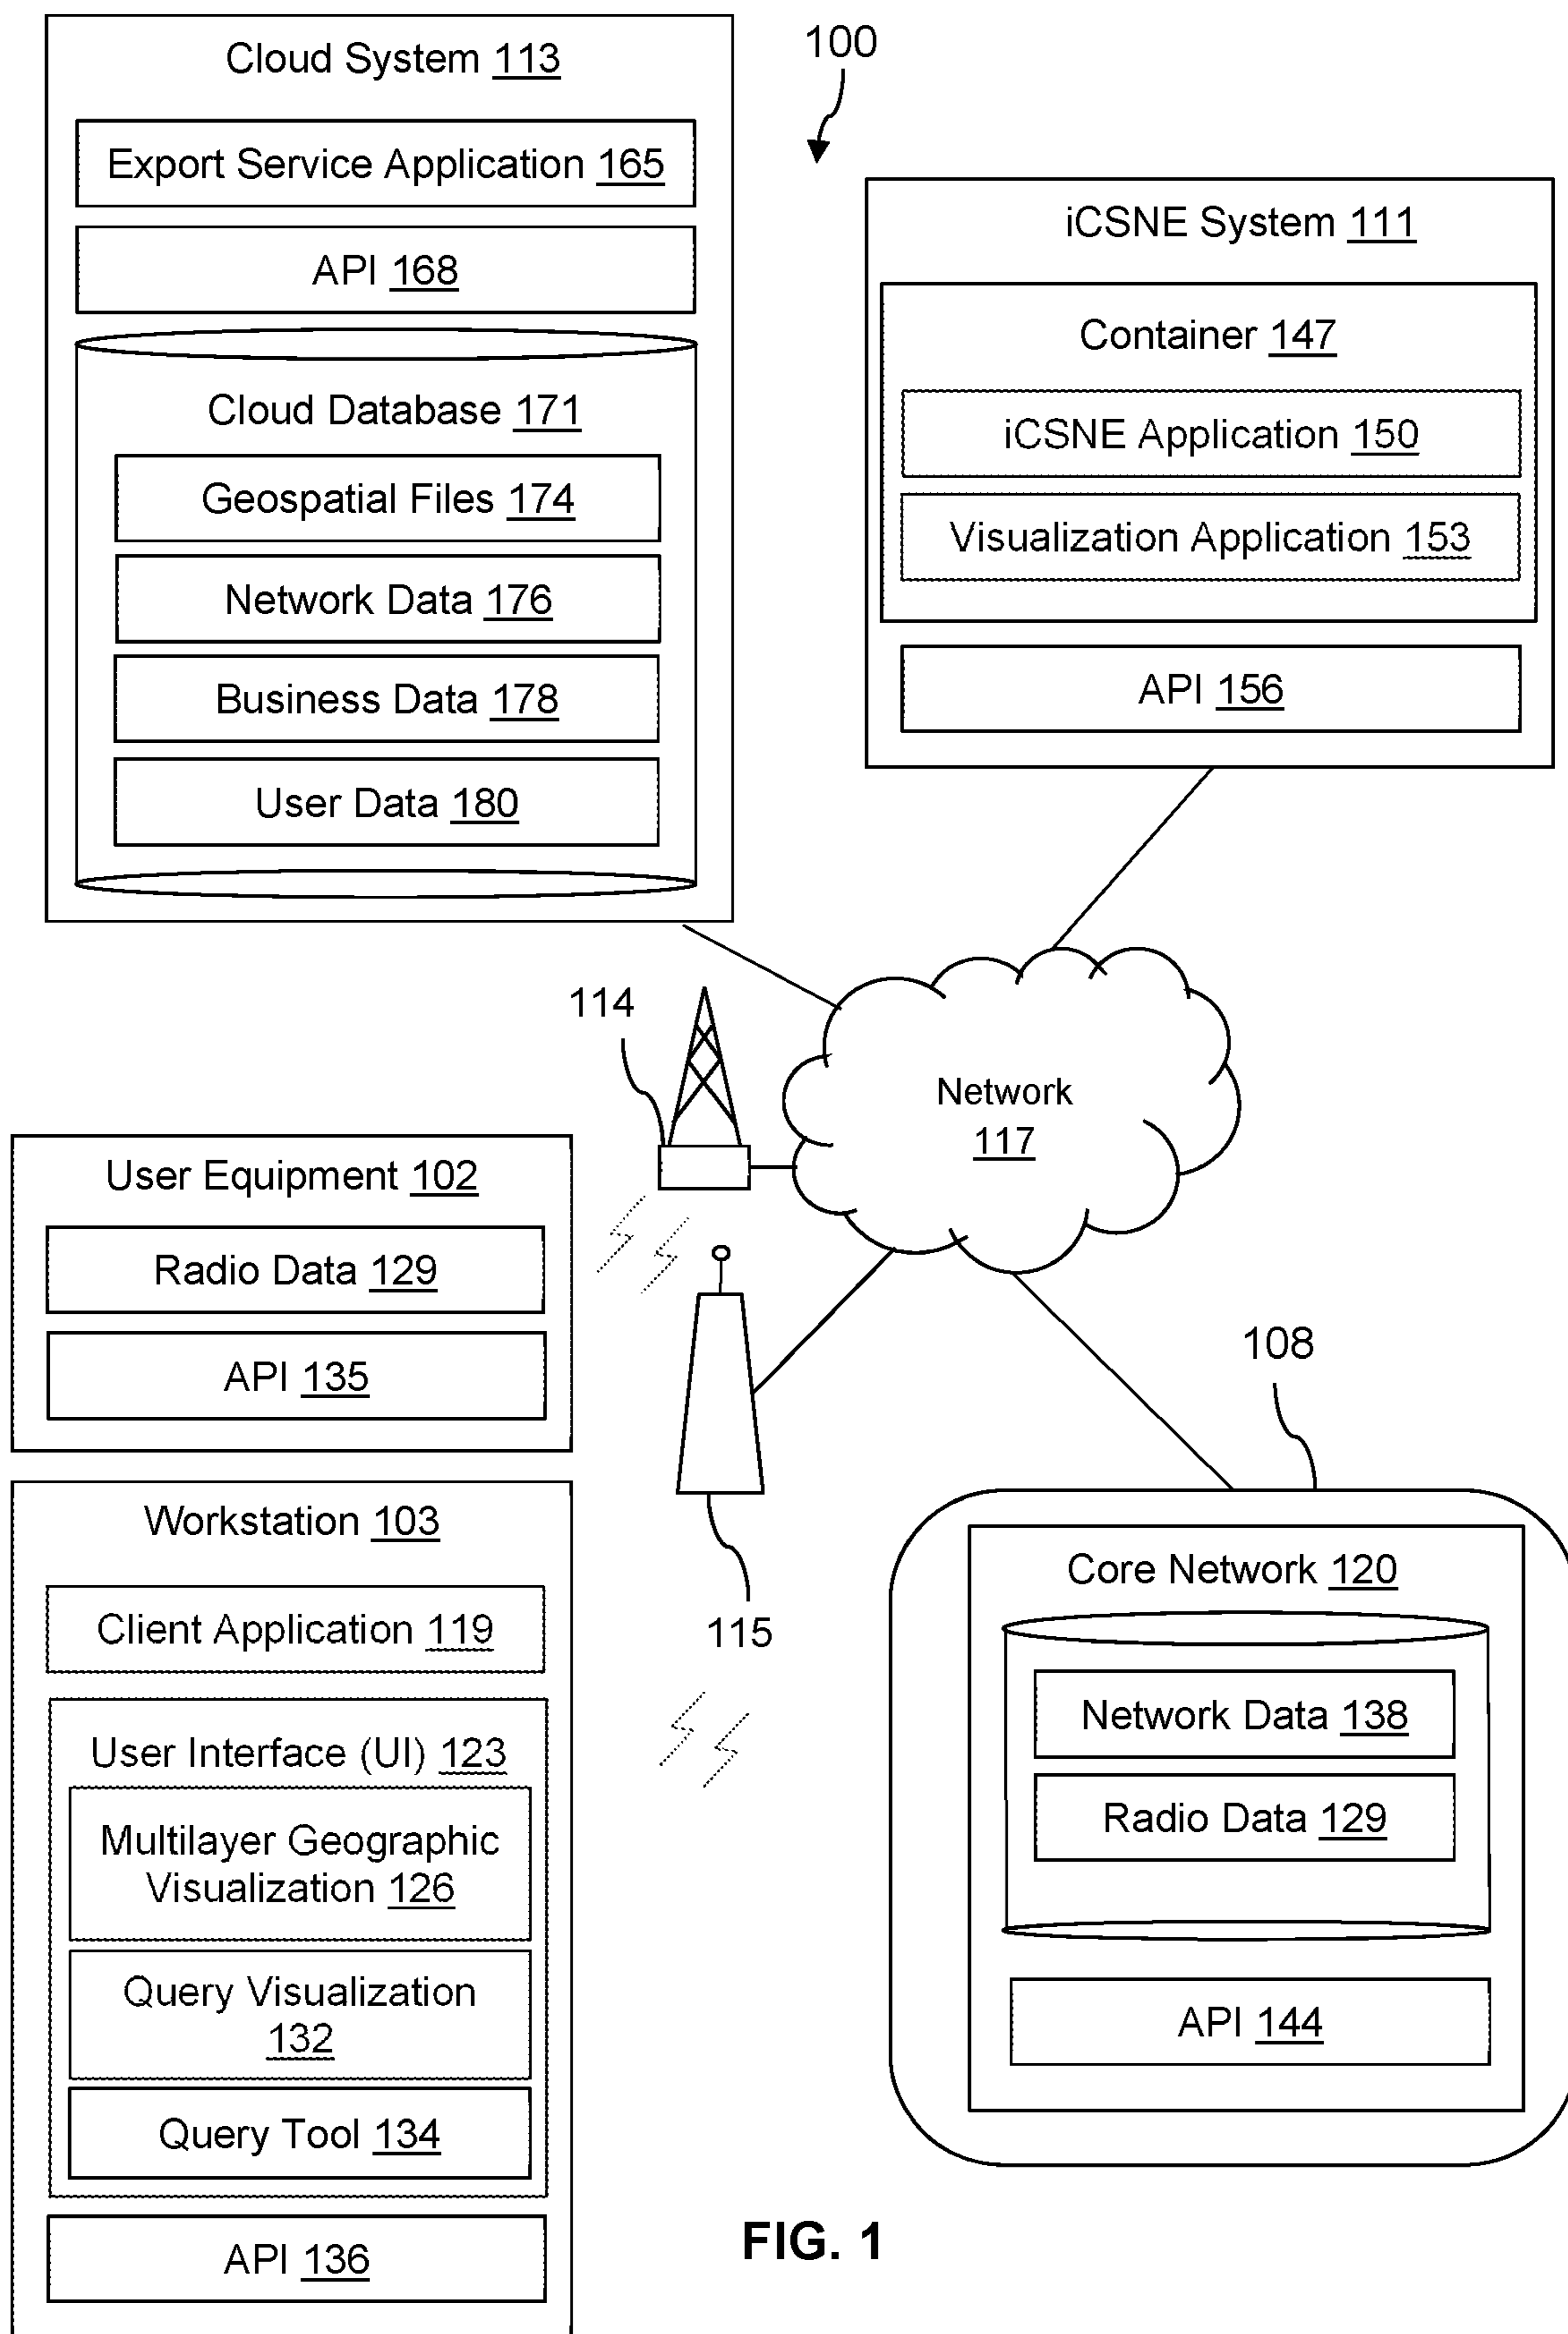 Cloud System 113
Export Service Application 165
API 168
Cloud Database 171
Geospatial Files 174
Network Data 176
Business Data 178
User Data 180
100
iCSNE System 111
Container 147
iCSNE Application 150
Visualization Application 153
API 156
114
Network
117
User Equipment 102
Radio Data 129
API 135
115
108
Workstation 103
Client Application 119
User Interface (UI) 123
Multilayer Geographic
Visualization 126
Query Visualization
132
Query Tool 134
API 136
Core Network 120
Network Data 138
Radio Data 129
API 144
FIG. 1